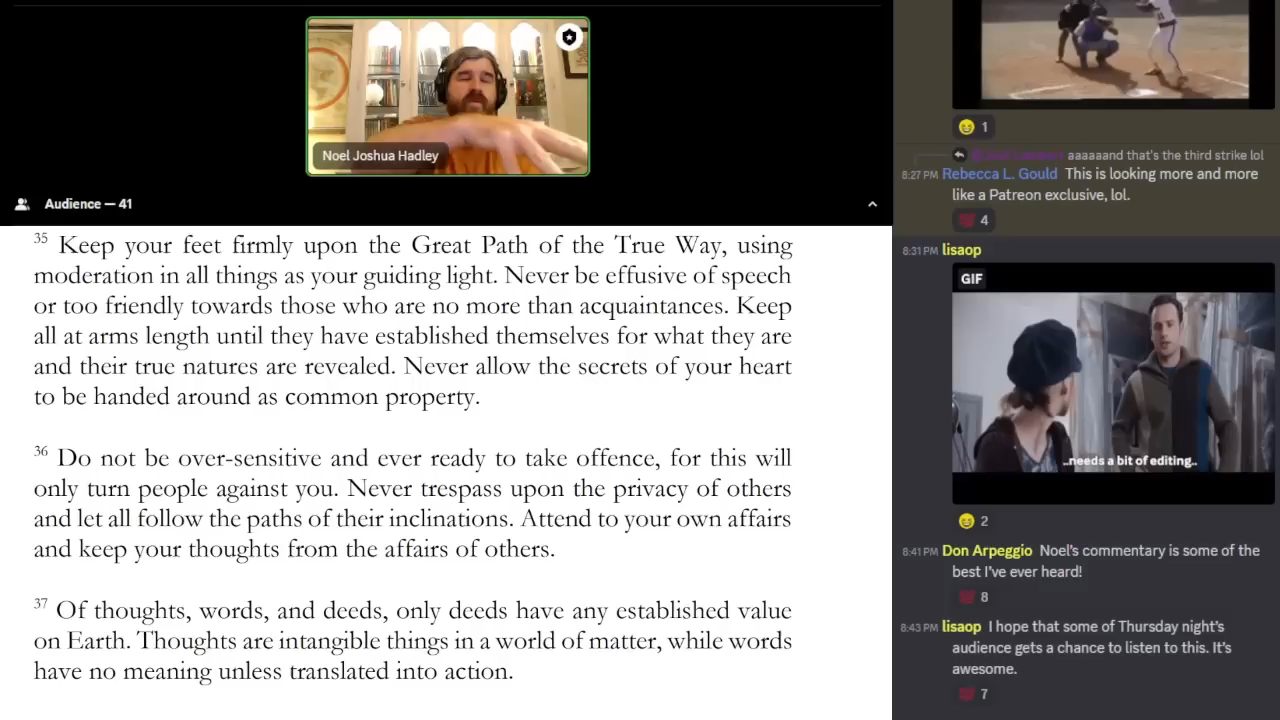 Noel Joshua Hadley
Audience — 41
35 Keep your feet firmly upon the Great Path of the True Way, using
moderation in all things as your guiding light. Never be effusive of speech
or too friendly towards those who are no more than acquaintances. Keep
all at arms length until they have established themselves for what they are
and their true natures are revealed. Never allow the secrets of your heart
to be handed around as common property.
36 Do not be over-sensitive and ever ready to take offence, for this will
only turn people against you. Never trespass upon the privacy of others
and let all follow the paths of their inclinations. Attend to your own affairs
and keep your thoughts from the affairs of others.
37 Of thoughts, words, and deeds, only deeds have any established value
on Earth. Thoughts are intangible things in a world of matter, while words
have no meaning unless translated into action.
1
aaaaand that's the third strike lol
8:27 PM Rebecca L. Gould This is looking more and more
like a Patreon exclusive, lol.
4
8:31 PM lisaop
GIF
..needs a bit of editing..
2
8:41 PM Don Arpeggio Noel's commentary is some of the
best I've ever heard!
8
8:43 PM lisaop I hope that some of Thursday night's
audience gets a chance to listen to this. It's
awesome.
7